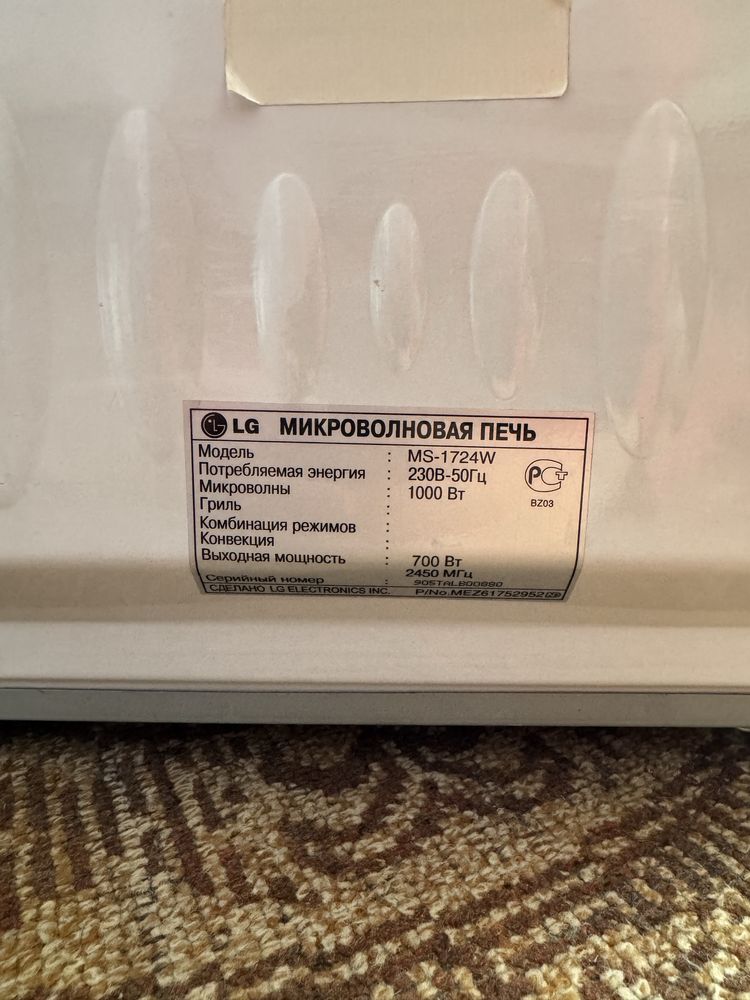 LG МИКРОВОЛНОВАЯ ПЕЧЬ
Модель : MS-1724W
Потребляемая энергия : 230В-50Гц
Микроволны : 1000 Вт
Гриль :
Комбинация режимов :
Конвекция :
Выходная мощность : 700 Вт
2450 МГц
Серийный номер :
СДЕЛАНО LG ELECTRONICS INC. P/No.MEZ61752952
РСТ
BZ03